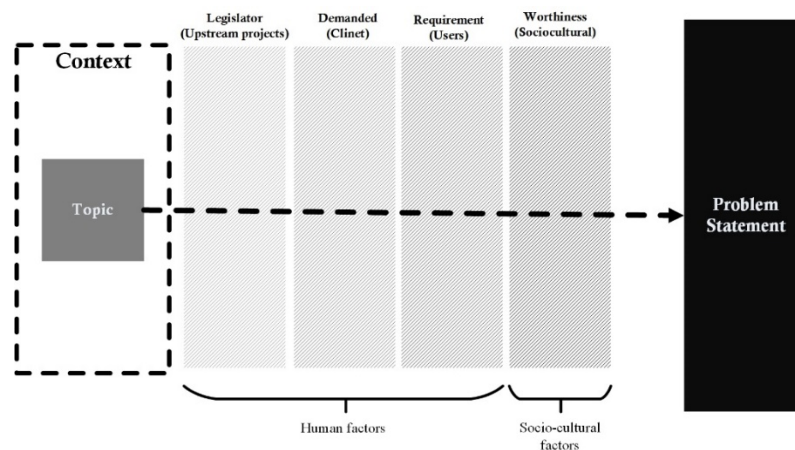 Legislator
(Upstream projects)
Demanded
(Clinet)
Requirement
(Users)
Worthiness
(Sociocultural)
Context
Topic
Problem
Statement
Human factors
Socio-cultural
factors